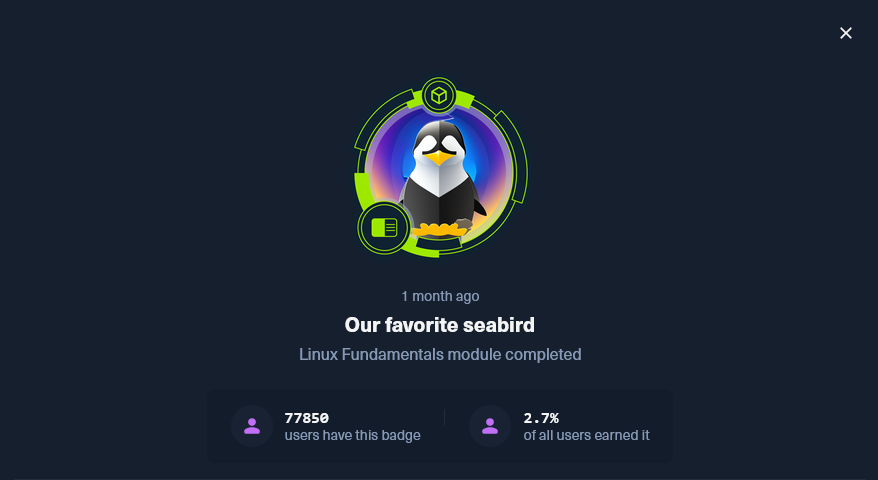 1 month ago
Our favorite seabird
Linux Fundamentals module completed
77850
users have this badge
2.7%
of all users earned it